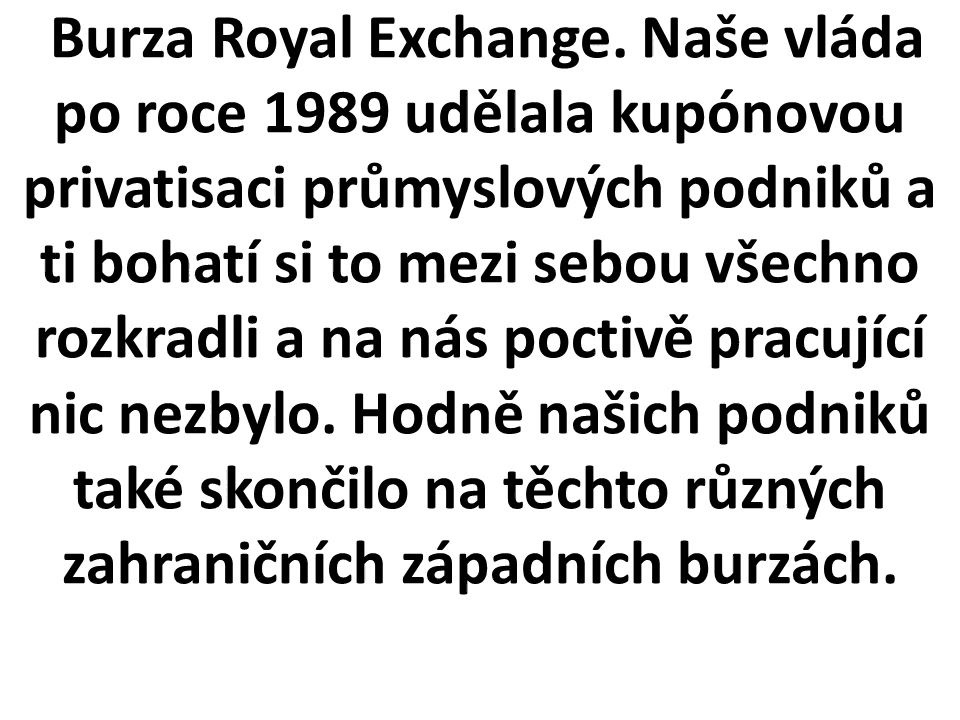 Burza Royal Exchange. Naše vláda
po roce 1989 udělala kupónovou
privatisaci průmyslových podniků a
ti bohatí si to mezi sebou všechno
rozkradli a na nás poctivě pracující
nic nezbylo. Hodně našich podniků
také skončilo na těchto různých
zahraničních západních burzách.